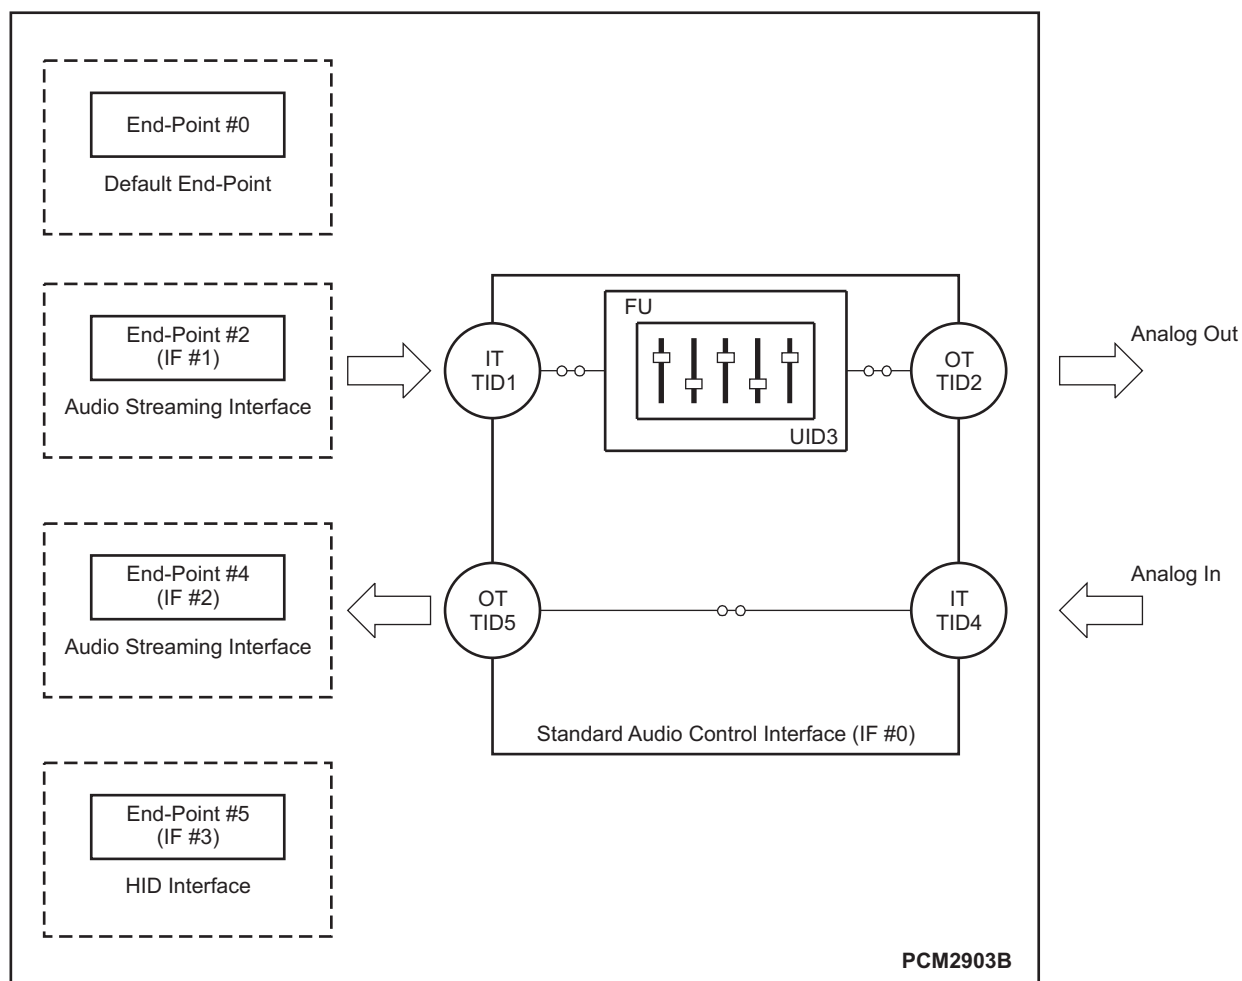 End-Point #0
Default End-Point
End-Point #2
(IF #1)
Audio Streaming Interface
IT
TID1
FU
UID3
OT
TID2
Analog Out
End-Point #4
(IF #2)
Audio Streaming Interface
OT
TID5
IT
TID4
Analog In
Standard Audio Control Interface (IF #0)
End-Point #5
(IF #3)
HID Interface
PCM2903B